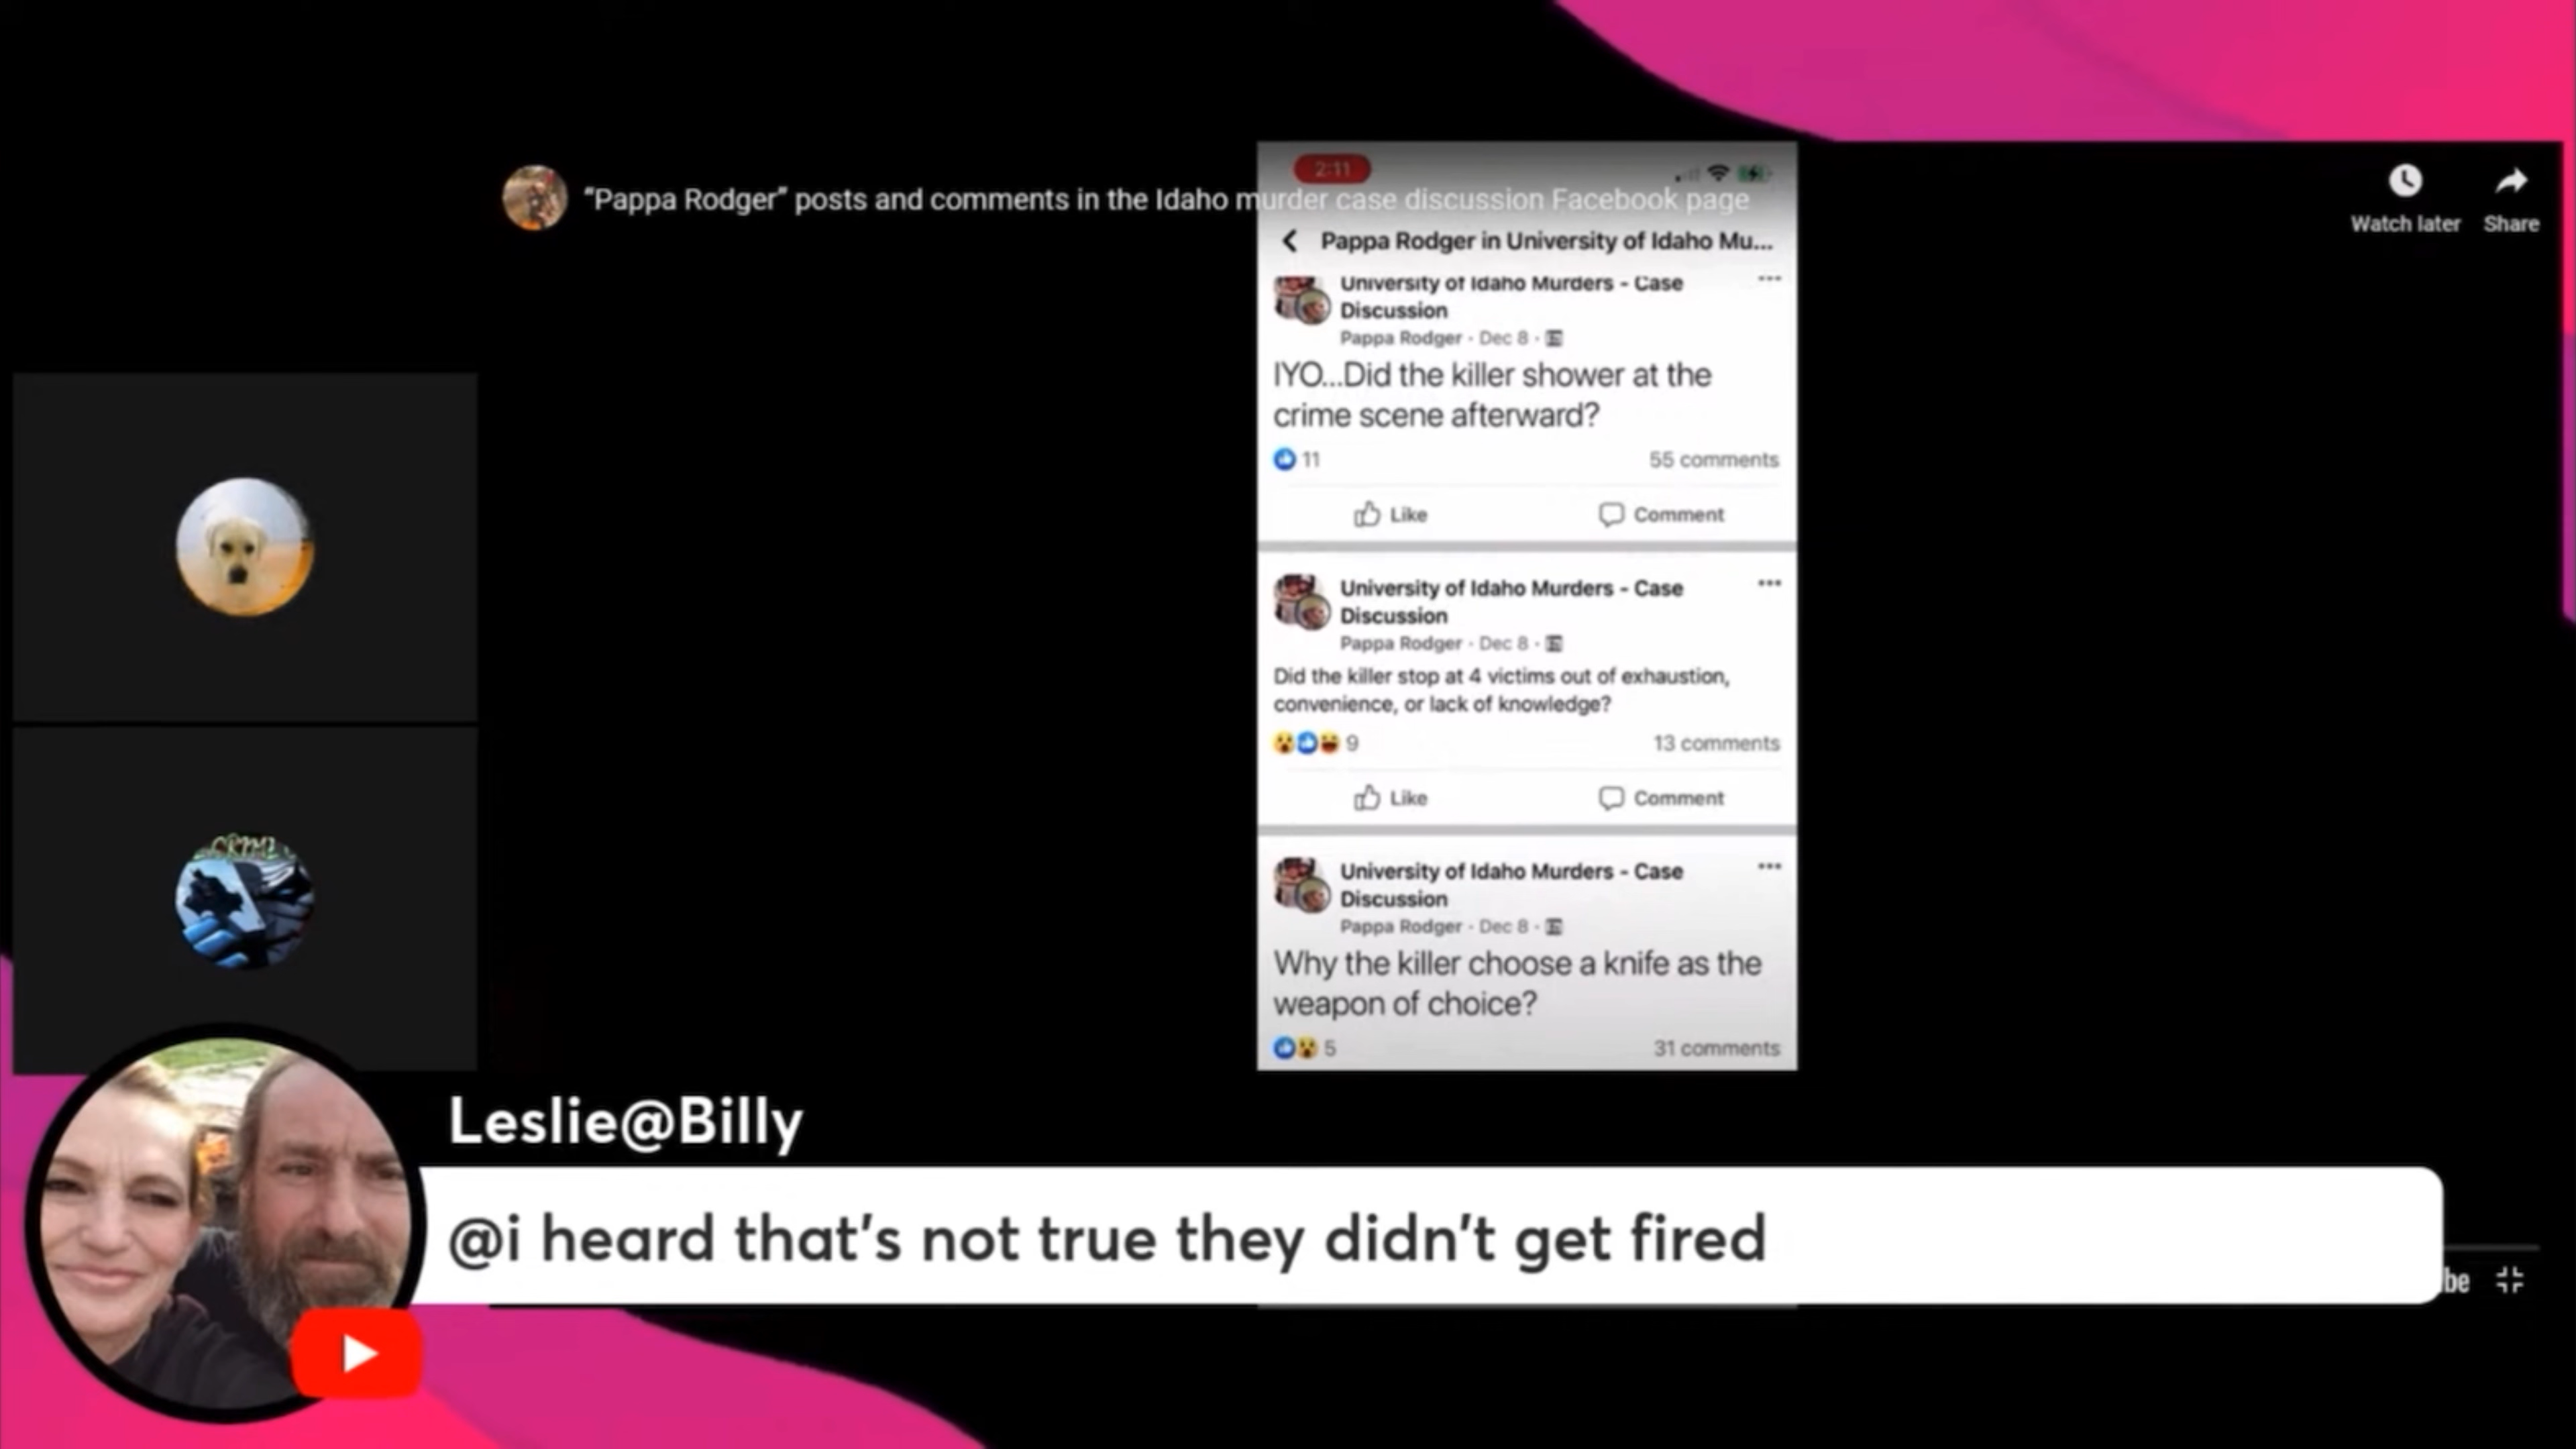 2:11
"Pappa Rodger" posts and comments in the Idaho murder case discussion Facebook page
Watch later
Share
Pappa Rodger in University of Idaho Mu...
University of Idaho Murders - Case
Discussion
Pappa Rodger · Dec 8 ·
IYO...Did the killer shower at the
crime scene afterward?
11
55 comments
Like
Comment
University of Idaho Murders - Case
Discussion
Pappa Rodger · Dec 8 ·
Did the killer stop at 4 victims out of exhaustion,
convenience, or lack of knowledge?
9
13 comments
Like
Comment
CRIME
University of Idaho Murders - Case
Discussion
Pappa Rodger · Dec 8 ·
Why the killer choose a knife as the
weapon of choice?
5
31 comments
Leslie@Billy
@i heard that's not true they didn't get fired
be